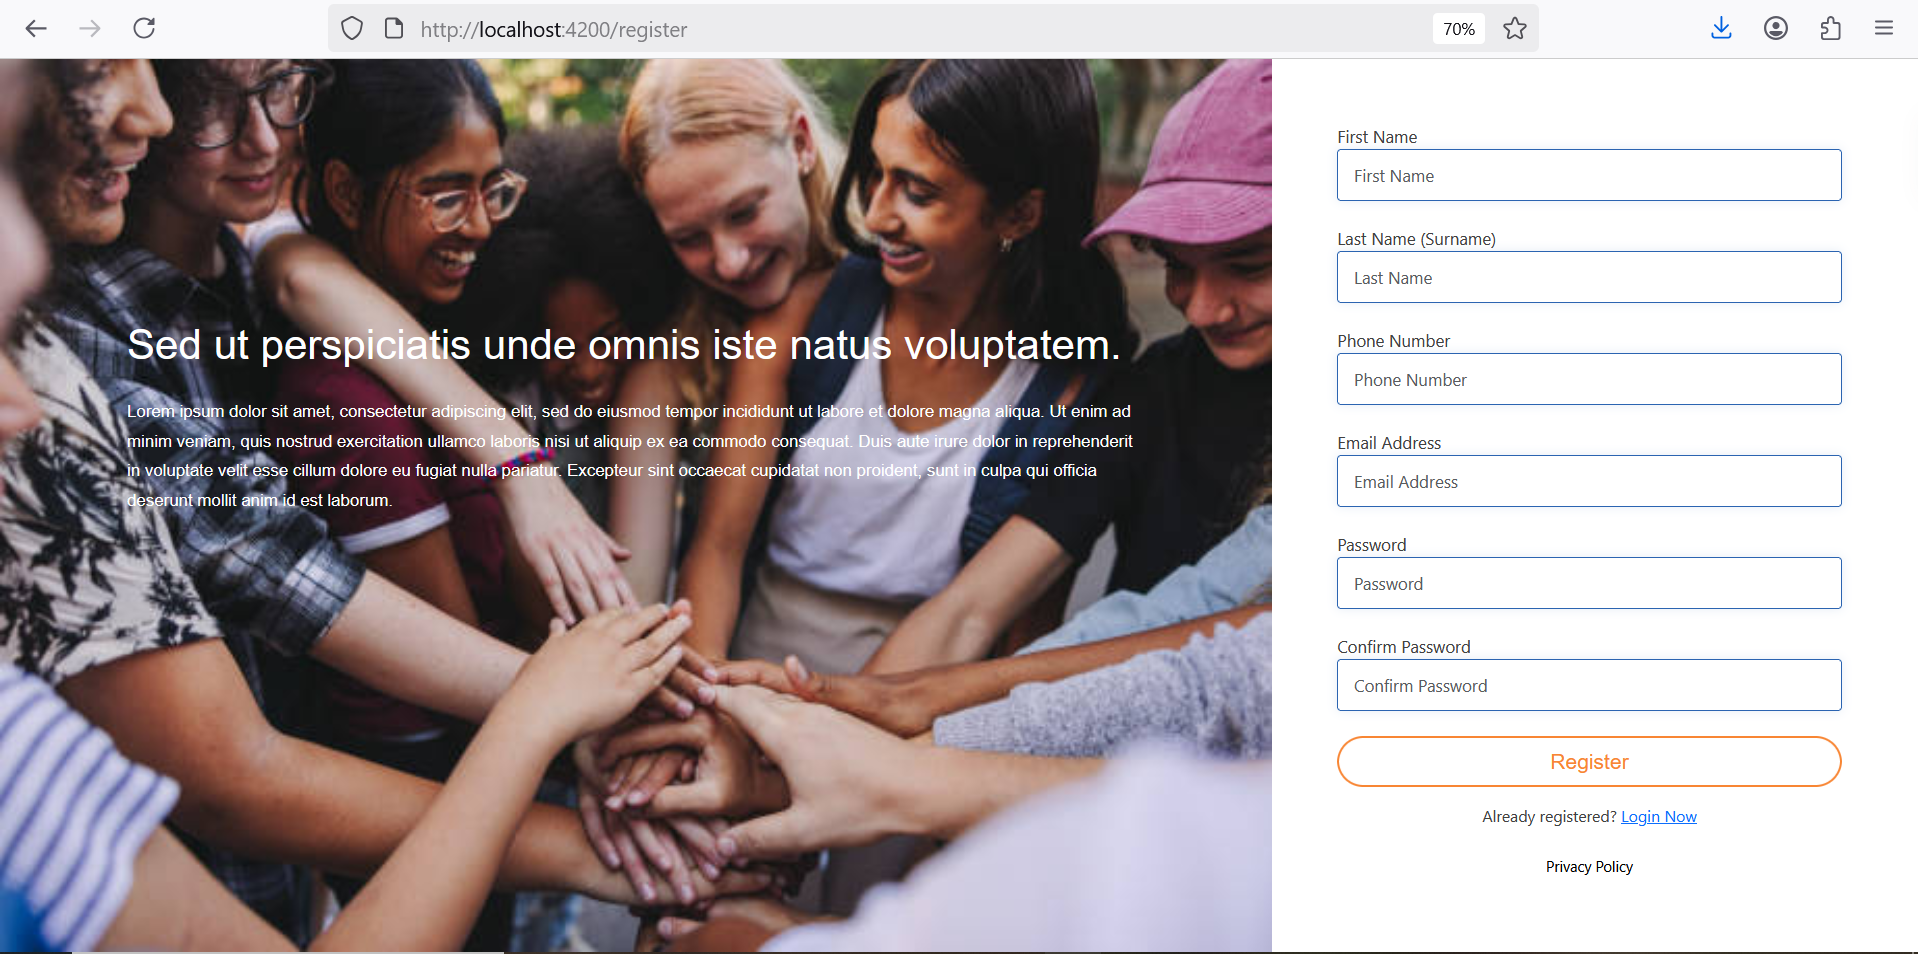 http://localhost:4200/register
70%
Sed ut perspiciatis unde omnis iste natus voluptatem.
Lorem ipsum dolor sit amet, consectetur adipiscing elit, sed do eiusmod tempor incididunt ut labore et dolore magna aliqua. Ut enim ad
minim veniam, quis nostrud exercitation ullamco laboris nisi ut aliquip ex ea commodo consequat. Duis aute irure dolor in reprehenderit
in voluptate velit esse cillum dolore eu fugiat nulla pariatur. Excepteur sint occaecat cupidatat non proident, sunt in culpa qui officia
deserunt mollit anim id est laborum.
First Name
First Name
Last Name (Surname)
Last Name
Phone Number
Phone Number
Email Address
Email Address
Password
Password
Confirm Password
Confirm Password
Register
Already registered? Login Now
Privacy Policy